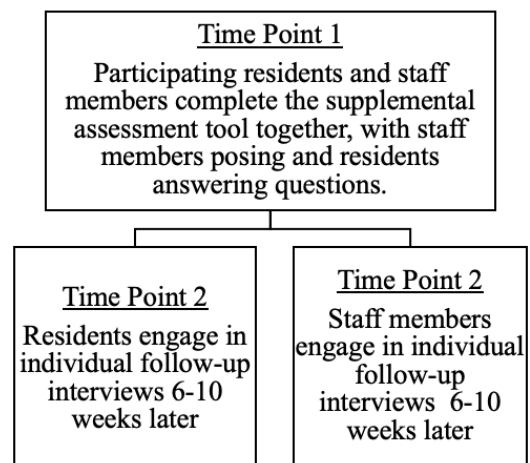 Time Point 1
Participating residents and staff
members complete the supplemental
assessment tool together, with staff
members posing and residents
answering questions.
Time Point 2
Residents engage in
individual follow-up
interviews 6-10
weeks later
Time Point 2
Staff members
engage in individual
follow-up
interviews 6-10
weeks later